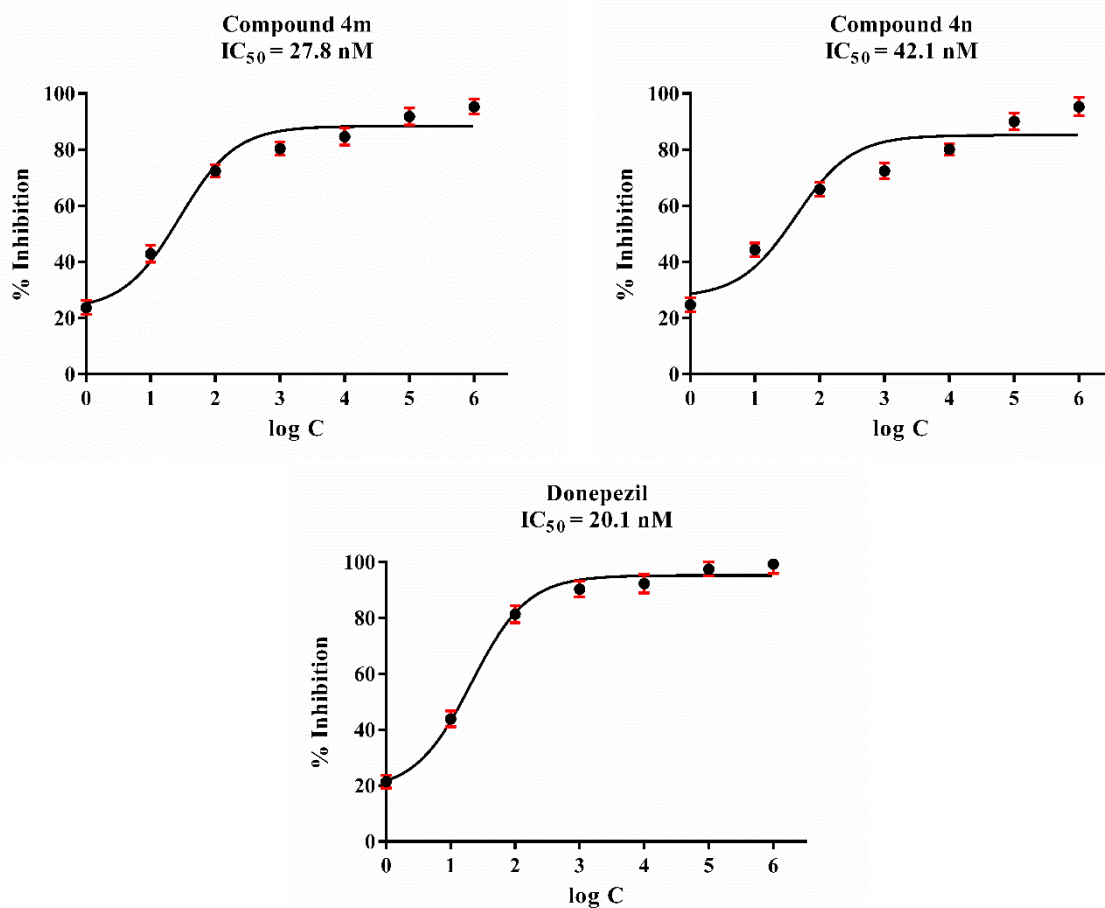 Compound 4m
IC50 = 27.8 nM
% Inhibition
100
80
60
40
20
0
0 1 2 3 4 5 6
log C
Compound 4n
IC50 = 42.1 nM
% Inhibition
100
80
60
40
20
0
0 1 2 3 4 5 6
log C
Donepezil
IC50 = 20.1 nM
% Inhibition
100
80
60
40
20
0
0 1 2 3 4 5 6
log C